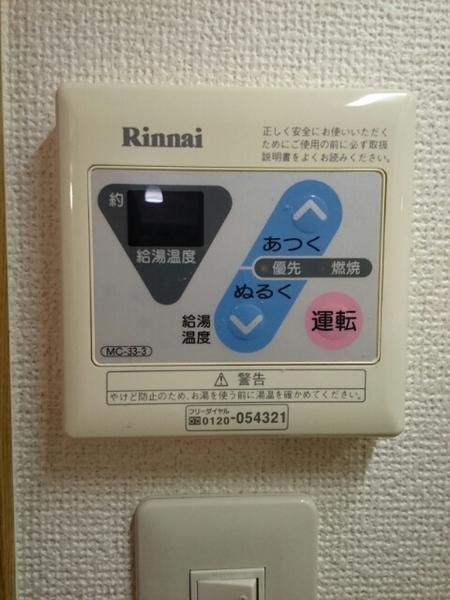 Rinnai
正しく安全にお使いいただく
ためにご使用の前に必ず取扱
説明書をよくお読みください。
約
給湯温度
あつく
優先
燃焼
ぬるく
給湯
温度
運転
MC-33-3
⚠ 警告
やけど防止のため、お湯を使う前に湯温を確かめてください。
フリーダイヤル
0120-054321